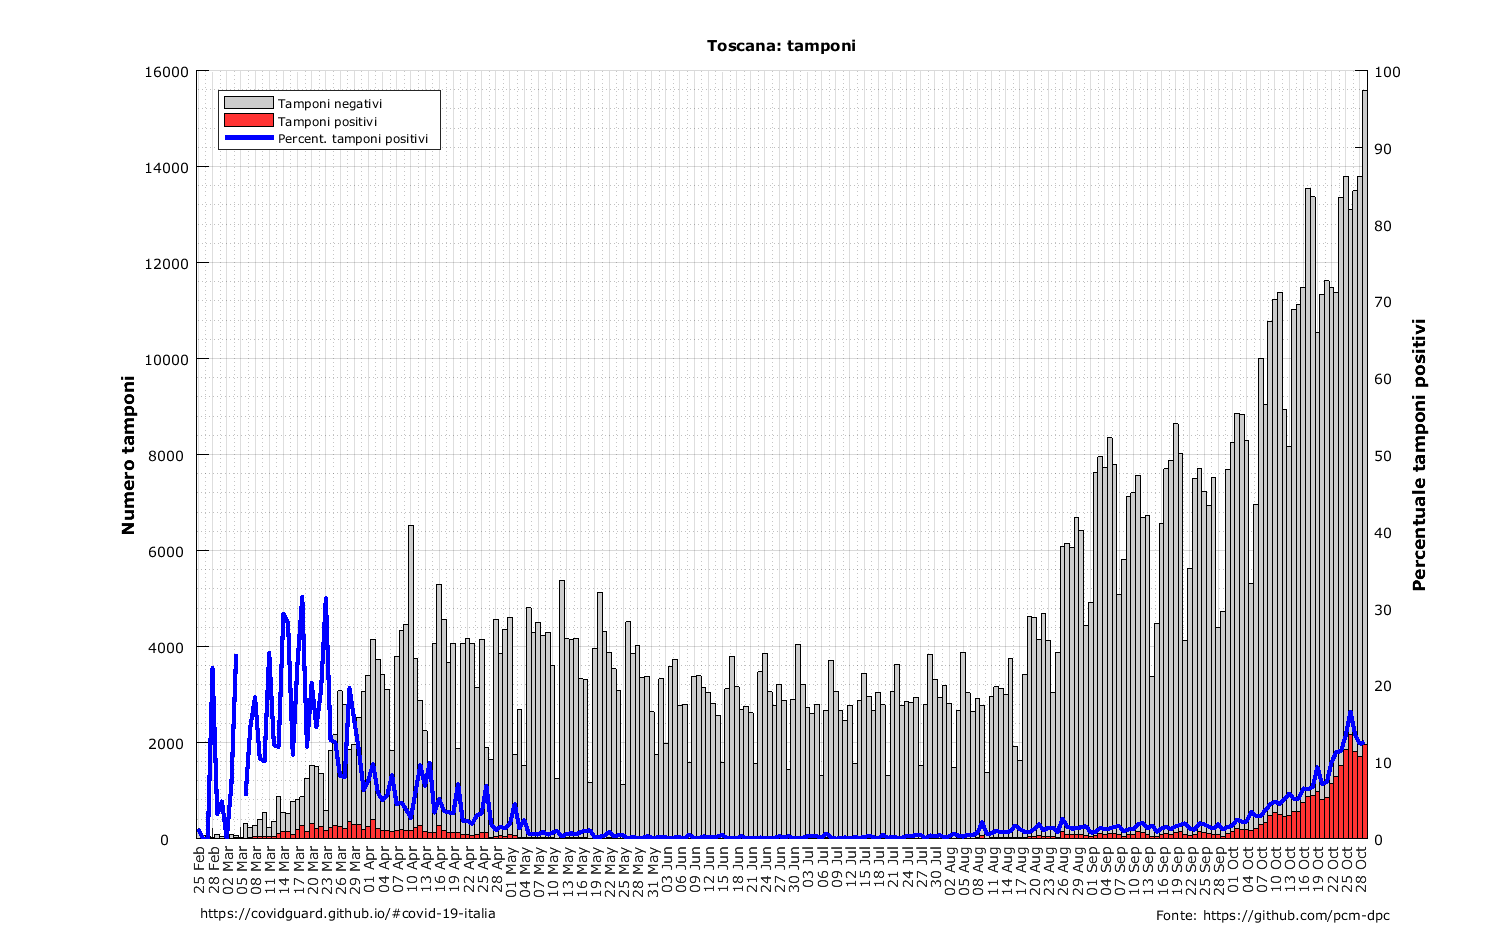 Toscana: tamponi
Tamponi negativi
Tamponi positivi
Percent. tamponi positivi
Numero tamponi
16000
14000
12000
10000
8000
6000
4000
2000
0
100
90
80
70
60
50
40
30
20
10
0
Percentuale tamponi positivi
25 Feb
28 Feb
02 Mar
05 Mar
08 Mar
11 Mar
14 Mar
17 Mar
20 Mar
23 Mar
26 Mar
29 Mar
01 Apr
04 Apr
07 Apr
10 Apr
13 Apr
16 Apr
19 Apr
22 Apr
25 Apr
28 Apr
01 May
04 May
07 May
10 May
13 May
16 May
19 May
22 May
25 May
28 May
31 May
03 Jun
06 Jun
09 Jun
12 Jun
15 Jun
18 Jun
21 Jun
24 Jun
27 Jun
30 Jun
03 Jul
06 Jul
09 Jul
12 Jul
15 Jul
18 Jul
21 Jul
24 Jul
27 Jul
30 Jul
02 Aug
05 Aug
08 Aug
11 Aug
14 Aug
17 Aug
20 Aug
23 Aug
26 Aug
29 Aug
01 Sep
04 Sep
07 Sep
10 Sep
13 Sep
16 Sep
19 Sep
22 Sep
25 Sep
28 Sep
01 Oct
04 Oct
07 Oct
10 Oct
13 Oct
16 Oct
19 Oct
22 Oct
25 Oct
28 Oct
https://covidguard.github.io/#covid-19-italia
Fonte: https://github.com/pcm-dpc